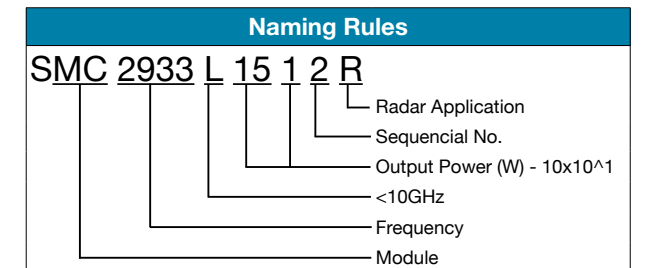 Naming Rules
SMC 2933 L 15 1 2 R
Radar Application
Sequencial No.
Output Power (W) - 10x10^1
<10GHz
Frequency
Module